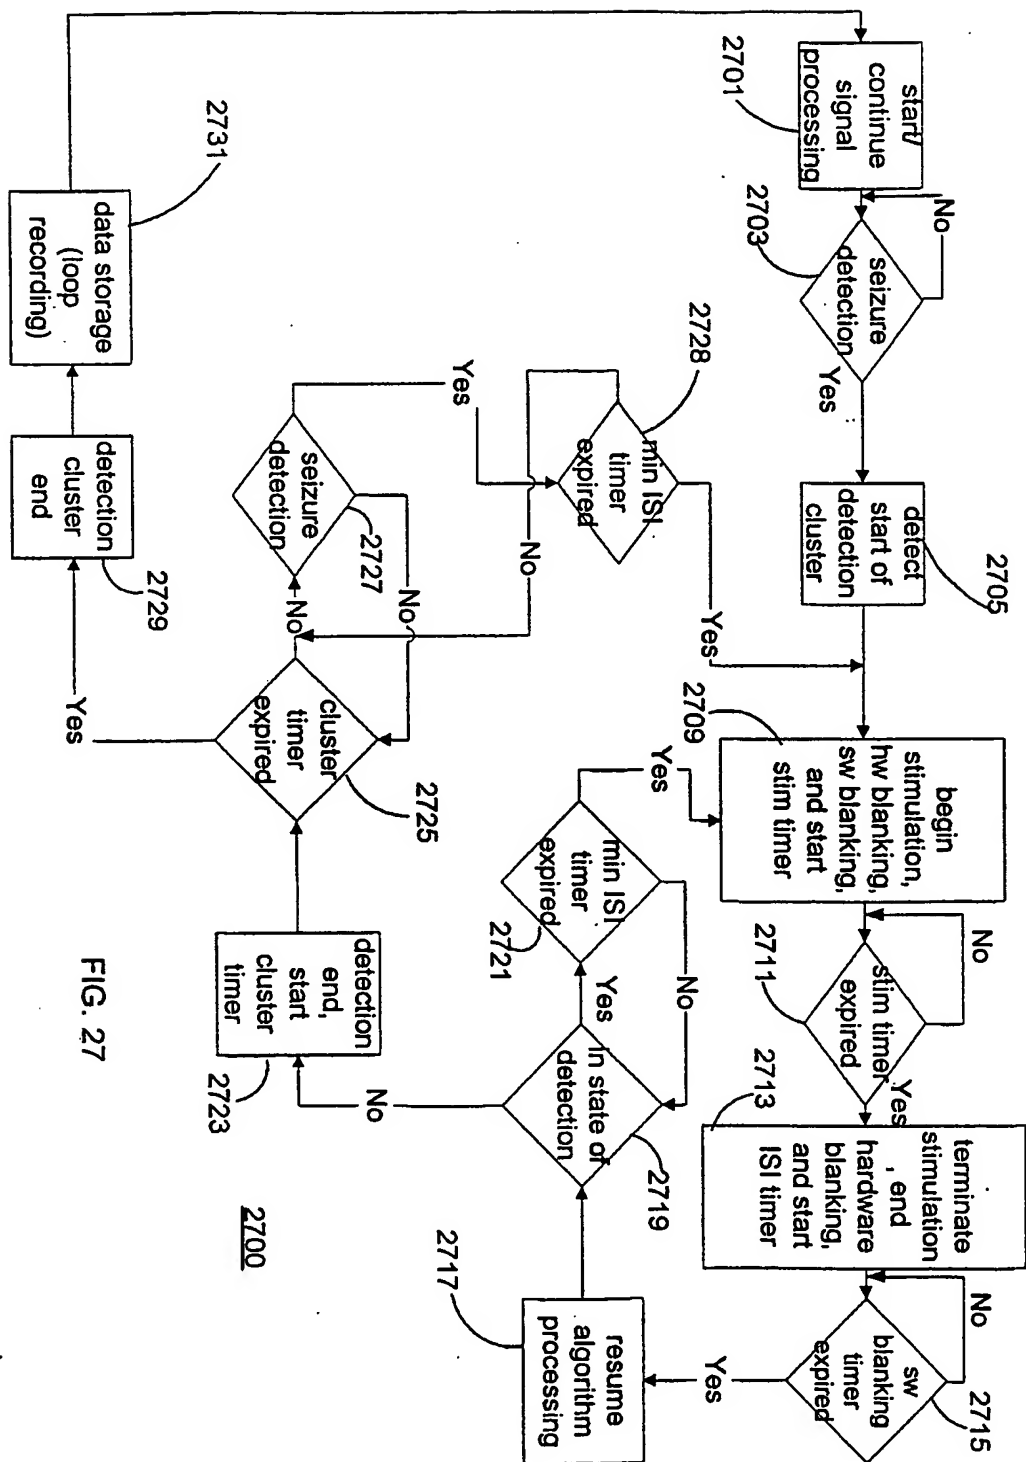 start/
continue
signal
processing
2701
No
seizure
detection
2703
Yes
detect
start of
detection
cluster
2705
begin
stimulation,
hw blanking,
sw blanking,
and start
stim timer
2709
No
stim timer
expired
2711
Yes
terminate
stimulation
, end
hardware
blanking,
and start
ISI timer
2713
No
sw
blanking
timer
expired
2715
Yes
resume
algorithm
processing
2717
In state of
detection
2719
Yes
No
min ISI
timer
expired
2721
Yes
No
detection
end,
start
cluster
timer
2723
cluster
timer
expired
2725
No
Yes
seizure
detection
2727
No
Yes
min ISI
timer
expired
2728
Yes
No
detection
cluster
end
2729
data storage
(loop
recording)
2731
2700
FIG. 27